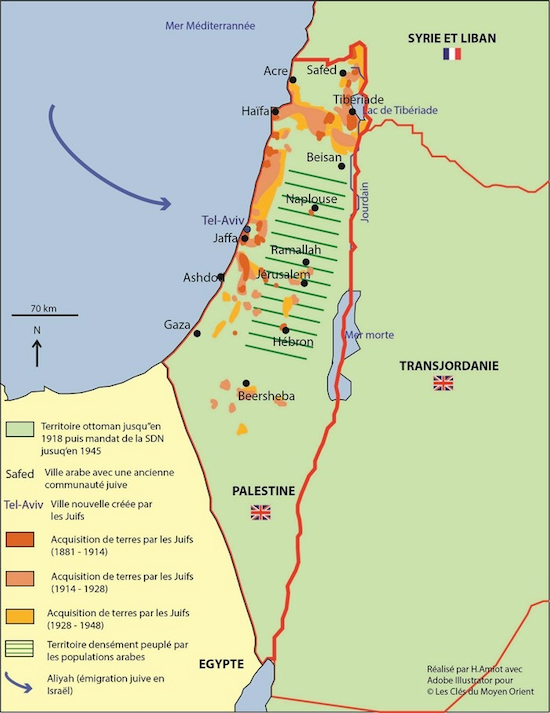 Mer Méditerrannée
SYRIE ET LIBAN
Acre
Safed
Tibériade
Lac de Tibériade
Haïfa
Beisan
Naplouse
Jourdain
Tel-Aviv
Jaffa
Ramallah
Jérusalem
Ashdod
70 km
N
Gaza
Hébron
Mer morte
TRANSJORDANIE
Beersheba
PALESTINE
EGYPTE
Territoire ottoman jusqu"en
1918 puis mandat de la SDN
jusuq'en 1945
Safed
Ville arabe avec une ancienne
communauté juive
Tel-Aviv
Ville nouvelle créée par
les Juifs
Acquisition de terres par les Juifs
(1881 - 1914)
Acquisition de terres par les Juifs
(1914 - 1928)
Acquisition de terres par les Juifs
(1928 - 1948)
Territoire densément peuplé par
les populations arabes
Aliyah (émigration juive en
Israël)
Réalisé par H.Amiot avec
Adobe Illustrator pour
© Les Clés du Moyen Orient